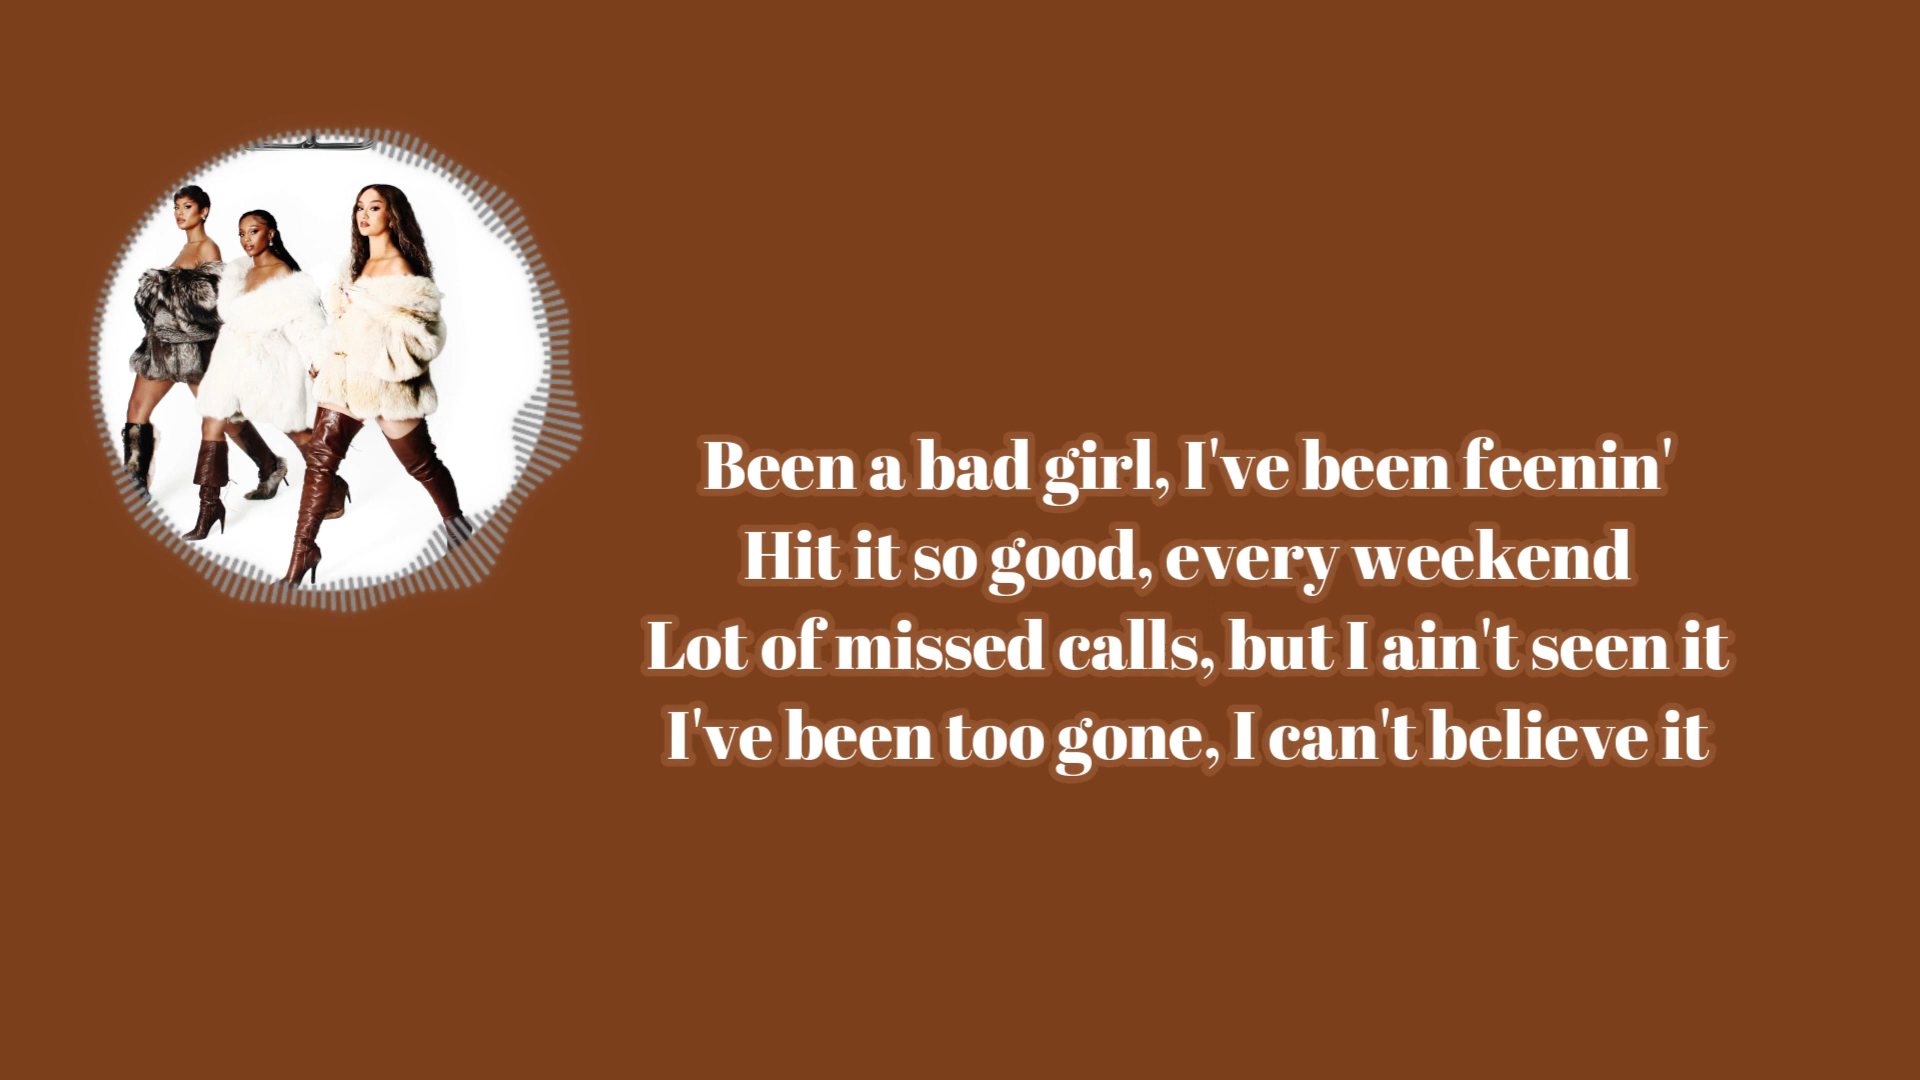 Been a bad girl, I've been feenin'
Hit it so good, every weekend
Lot of missed calls, but I ain't seen it
I've been too gone, I can't believe it